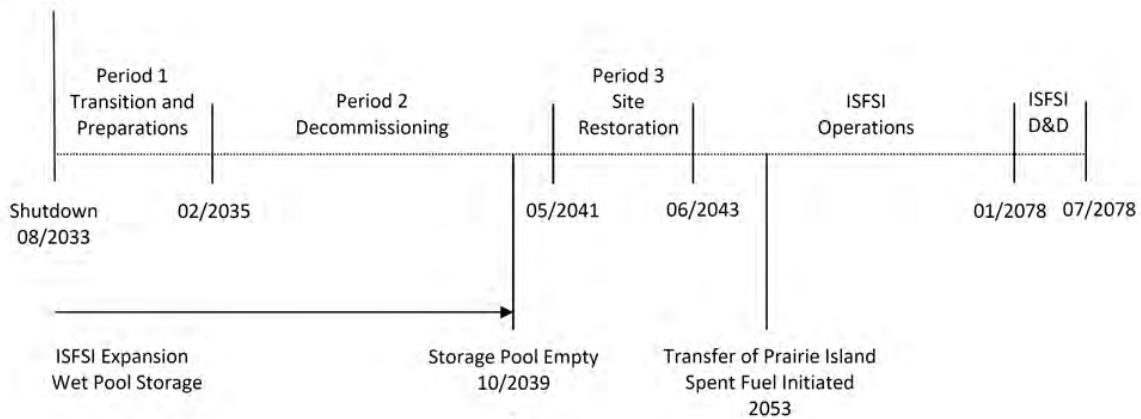 Period 1
Transition and
Preparations
Period 2
Decommissioning
Period 3
Site
Restoration
ISFSI
Operations
ISFSI
D&D
Shutdown
08/2033
02/2035
05/2041
06/2043
01/2078
07/2078
ISFSI Expansion
Wet Pool Storage
Storage Pool Empty
10/2039
Transfer of Prairie Island
Spent Fuel Initiated
2053